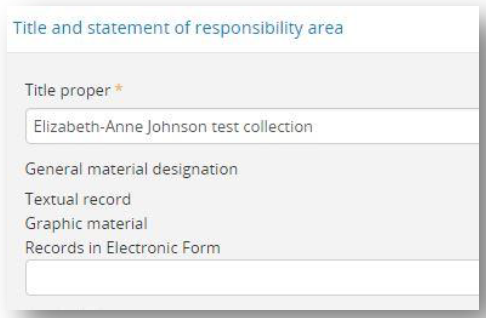 Title and statement of responsibility area
Title proper *
Elizabeth-Anne Johnson test collection
General material designation
Textual record
Graphic material
Records in Electronic Form